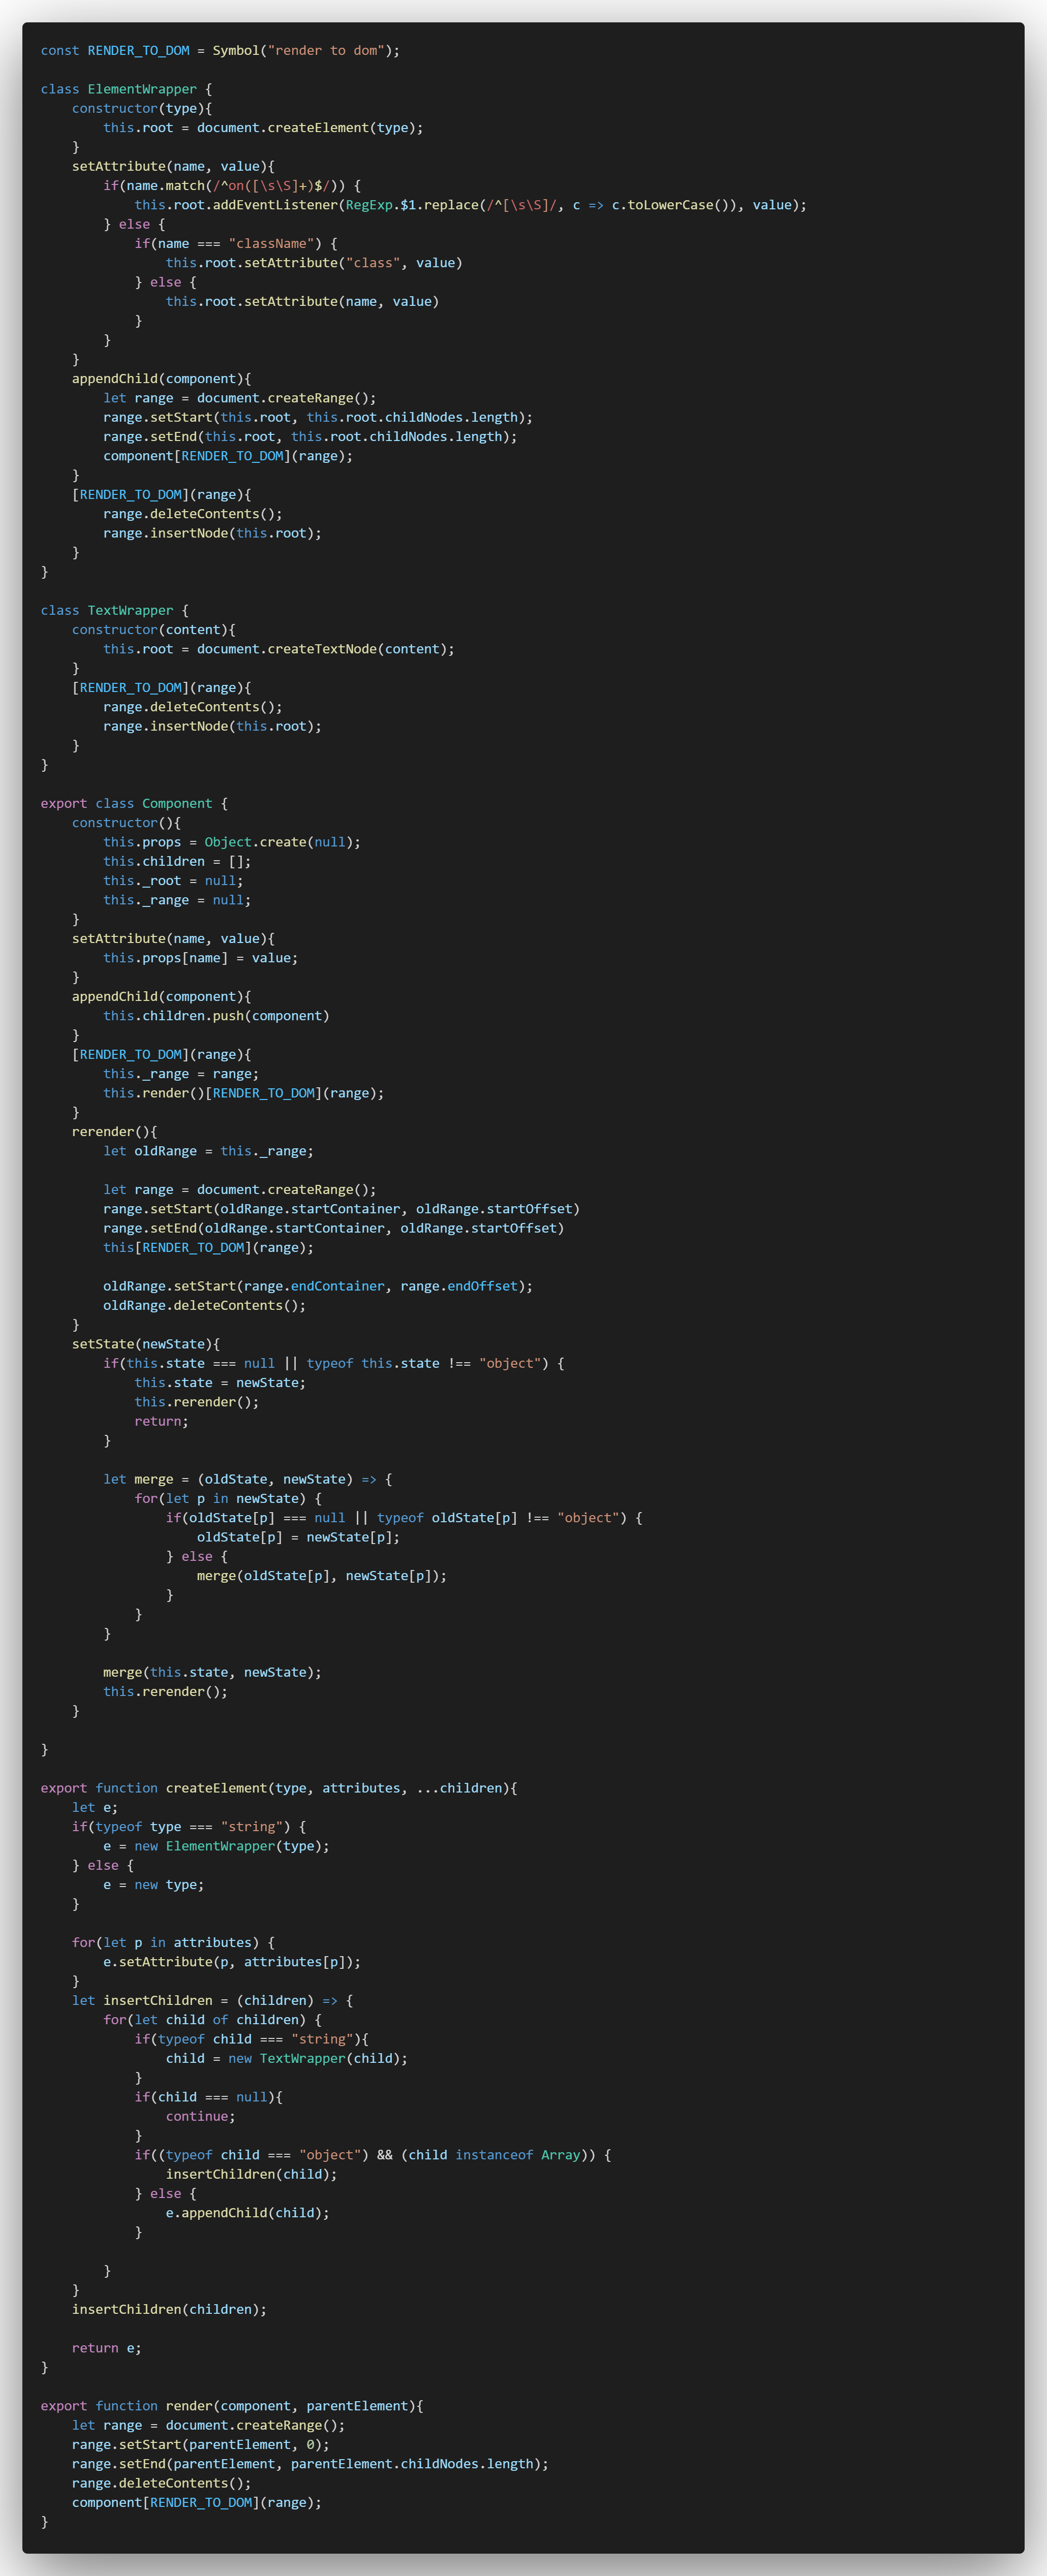 const RENDER_TO_DOM = Symbol("render to dom");

class ElementWrapper {
    constructor(type){
        this.root = document.createElement(type);
    }
    setAttribute(name, value){
        if(name.match(/^on([\s\S]+)$/)) {
            this.root.addEventListener(RegExp.$1.replace(/^[\s\S]/, c => c.toLowerCase()), value);
        } else {
            if(name === "className") {
                this.root.setAttribute("class", value)
            } else {
                this.root.setAttribute(name, value)
            }
        }
    }
    appendChild(component){
        let range = document.createRange();
        range.setStart(this.root, this.root.childNodes.length);
        range.setEnd(this.root, this.root.childNodes.length);
        component[RENDER_TO_DOM](range);
    }
    [RENDER_TO_DOM](range){
        range.deleteContents();
        range.insertNode(this.root);
    }
}

class TextWrapper {
    constructor(content){
        this.root = document.createTextNode(content);
    }
    [RENDER_TO_DOM](range){
        range.deleteContents();
        range.insertNode(this.root);
    }
}

export class Component {
    constructor(){
        this.props = Object.create(null);
        this.children = [];
        this._root = null;
        this._range = null;
    }
    setAttribute(name, value){
        this.props[name] = value;
    }
    appendChild(component){
        this.children.push(component)
    }
    [RENDER_TO_DOM](range){
        this._range = range;
        this.render()[RENDER_TO_DOM](range);
    }
    rerender(){
        let oldRange = this._range;

        let range = document.createRange();
        range.setStart(oldRange.startContainer, oldRange.startOffset)
        range.setEnd(oldRange.startContainer, oldRange.startOffset)
        this[RENDER_TO_DOM](range);

        oldRange.setStart(range.endContainer, range.endOffset);
        oldRange.deleteContents();
    }
    setState(newState){
        if(this.state === null || typeof this.state !== "object") {
            this.state = newState;
            this.rerender();
            return;
        }

        let merge = (oldState, newState) => {
            for(let p in newState) {
                if(oldState[p] === null || typeof oldState[p] !== "object") {
                    oldState[p] = newState[p];
                } else {
                    merge(oldState[p], newState[p]);
                }
            }
        }

        merge(this.state, newState);
        this.rerender();
    }

}

export function createElement(type, attributes, ...children){
    let e;
    if(typeof type === "string") {
        e = new ElementWrapper(type);
    } else {
        e = new type;
    }

    for(let p in attributes) {
        e.setAttribute(p, attributes[p]);
    }
    let insertChildren = (children) => {
        for(let child of children) {
            if(typeof child === "string"){
                child = new TextWrapper(child);
            }
            if(child === null){
                continue;
            }
            if((typeof child === "object") && (child instanceof Array)) {
                insertChildren(child);
            } else {
                e.appendChild(child);
            }

        }
    }
    insertChildren(children);

    return e;
}

export function render(component, parentElement){
    let range = document.createRange();
    range.setStart(parentElement, 0);
    range.setEnd(parentElement, parentElement.childNodes.length);
    range.deleteContents();
    component[RENDER_TO_DOM](range);
}